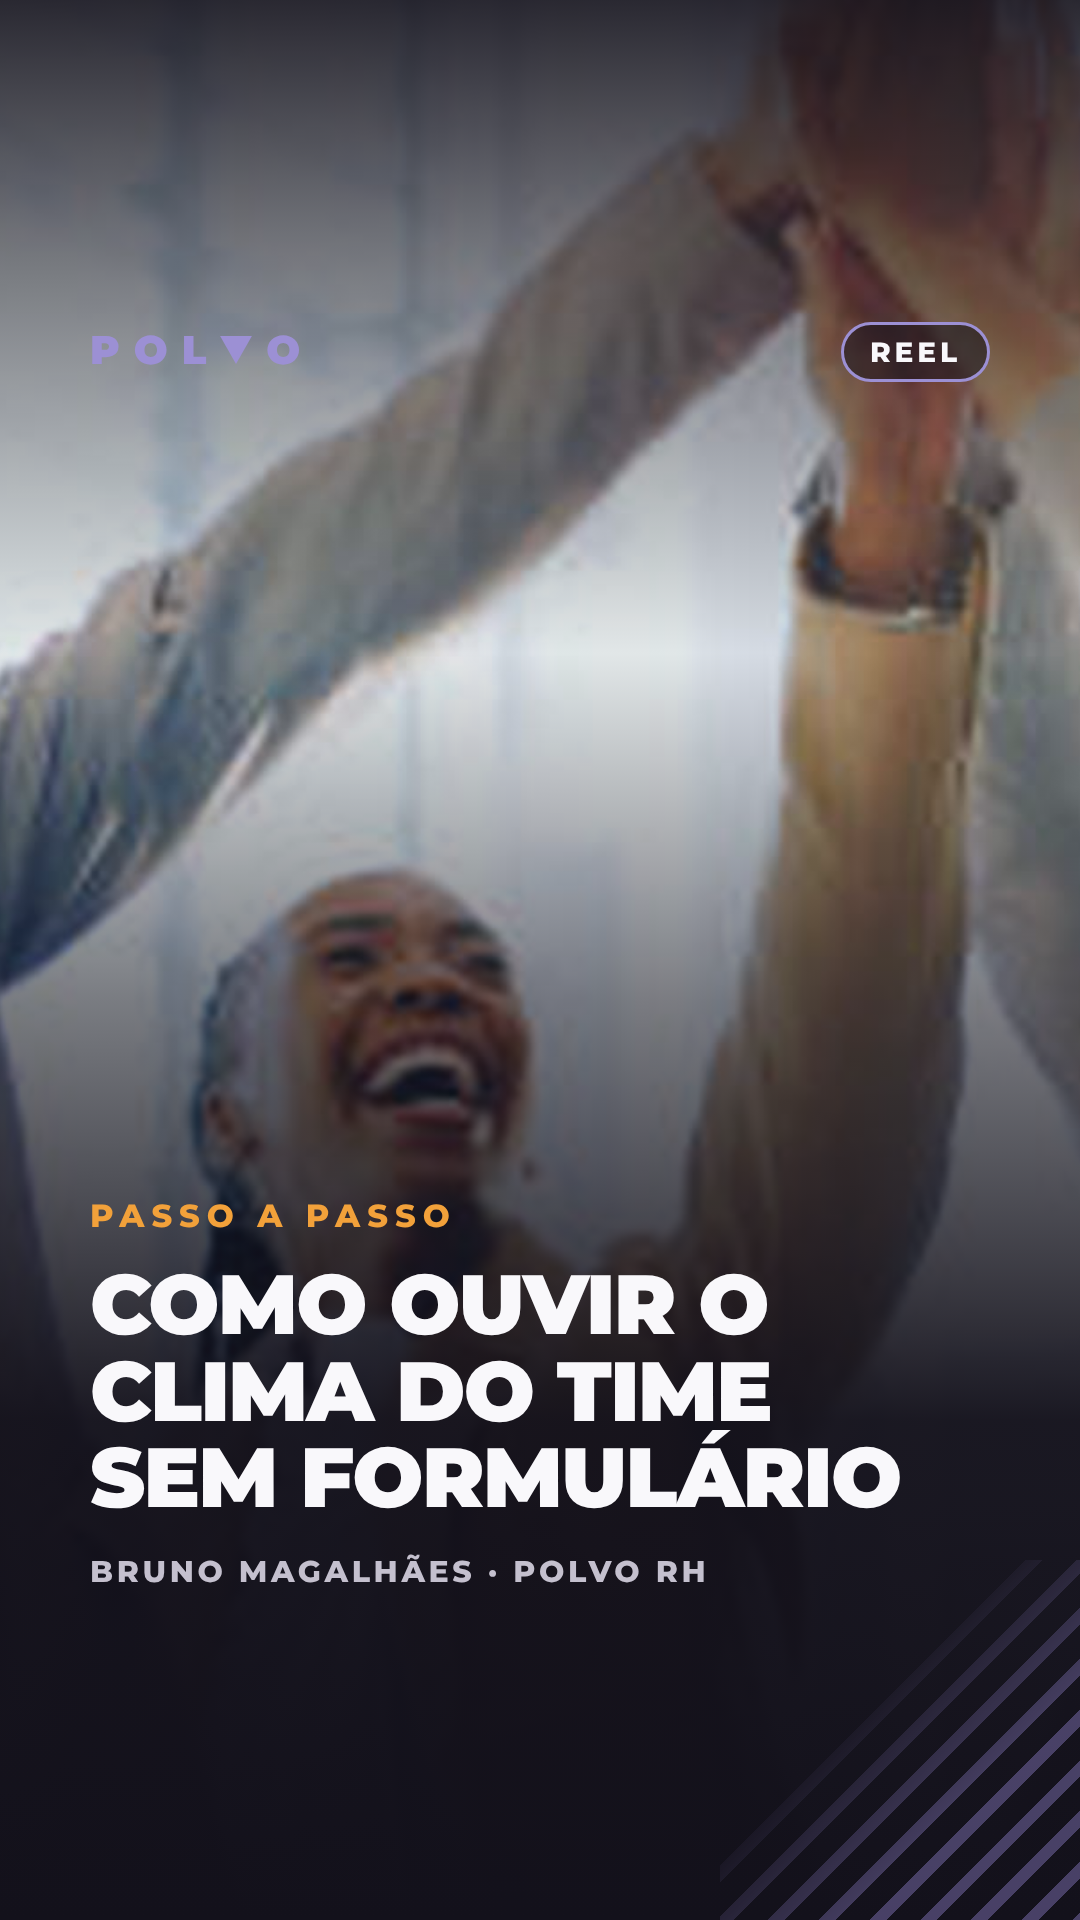 POLVO
REEL
PASSO A PASSO
COMO OUVIR O
CLIMA DO TIME
SEM FORMULÁRIO
BRUNO MAGALHÃES · POLVO RH